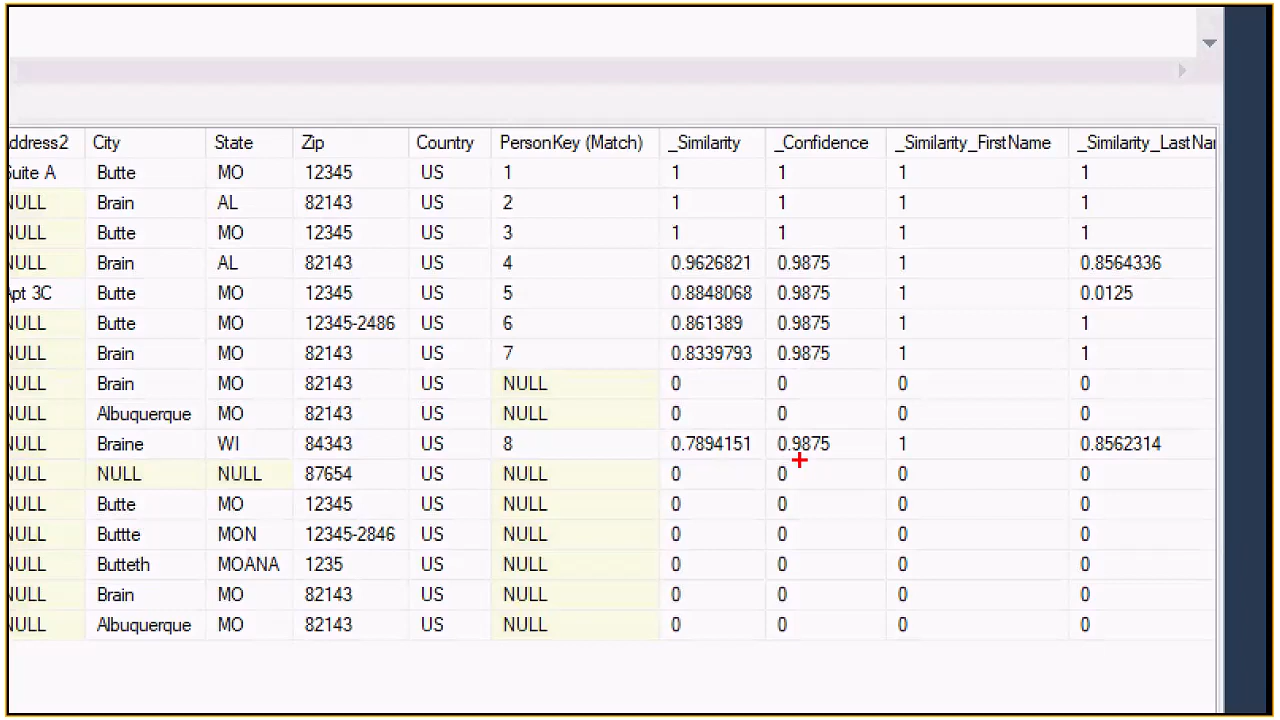 ddress2 City State Zip Country PersonKey (Match) _Similarity _Confidence _Similarity_FirstName _Similarity_LastNar
Suite A Butte MO 12345 US 1 1 1 1 1
NULL Brain AL 82143 US 2 1 1 1 1
NULL Butte MO 12345 US 3 1 1 1 1
NULL Brain AL 82143 US 4 0.9626821 0.9875 1 0.8564336
Apt 3C Butte MO 12345 US 5 0.8848068 0.9875 1 0.0125
NULL Butte MO 12345-2486 US 6 0.861389 0.9875 1 1
NULL Brain MO 82143 US 7 0.8339793 0.9875 1 1
NULL Brain MO 82143 US NULL 0 0 0 0
NULL Albuquerque MO 82143 US NULL 0 0 0 0
NULL Braine WI 84343 US 8 0.7894151 0.9875 1 0.8562314
NULL NULL NULL 87654 US NULL 0 0 0 0
NULL Butte MO 12345 US NULL 0 0 0 0
NULL Buttte MON 12345-2846 US NULL 0 0 0 0
NULL Butteth MOANA 1235 US NULL 0 0 0 0
NULL Brain MO 82143 US NULL 0 0 0 0
NULL Albuquerque MO 82143 US NULL 0 0 0 0